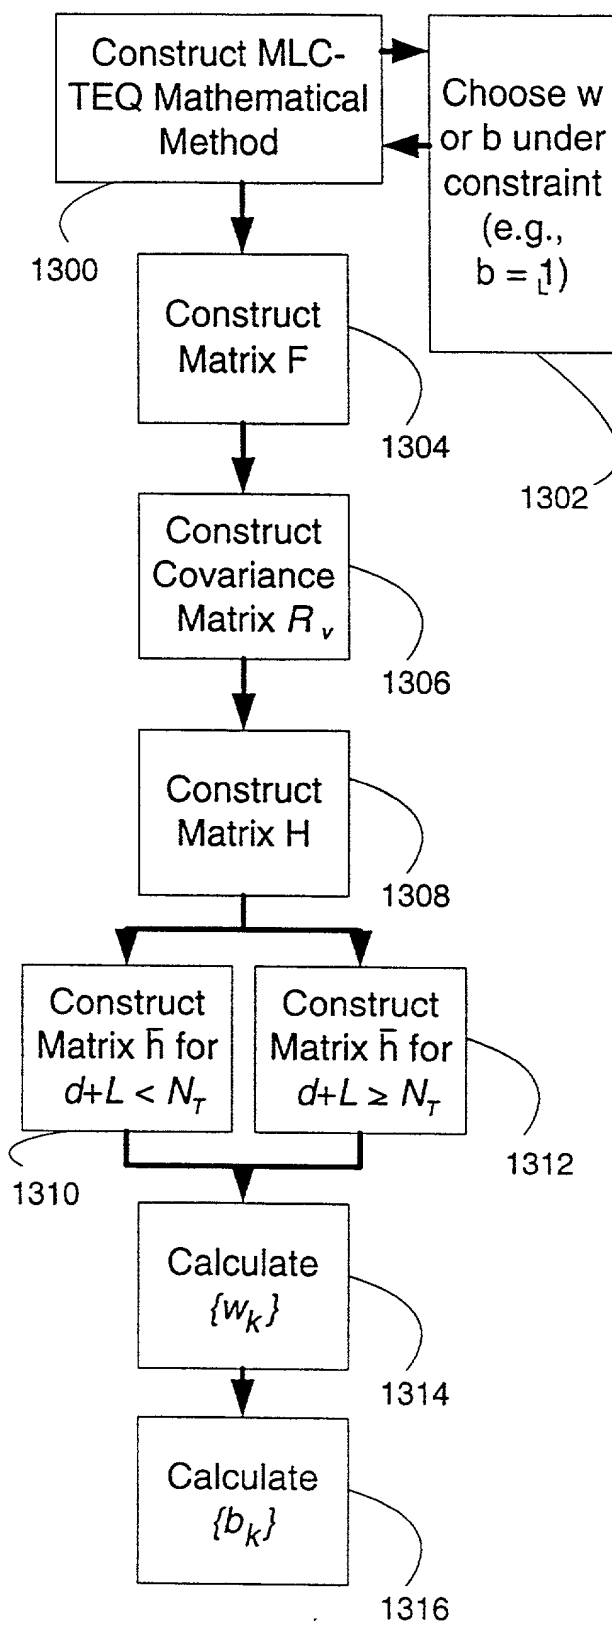 Construct MLC-
TEQ Mathematical
Method
1300
Choose w
or b under
constraint
(e.g.,
b = 1)
1302
Construct
Matrix F
1304
Construct
Covariance
Matrix R_v
1306
Construct
Matrix H
1308
Construct
Matrix h̄ for
d+L < N_T
1310
Construct
Matrix h̄ for
d+L ≥ N_T
1312
Calculate
{w_k}
1314
Calculate
{b_k}
1316